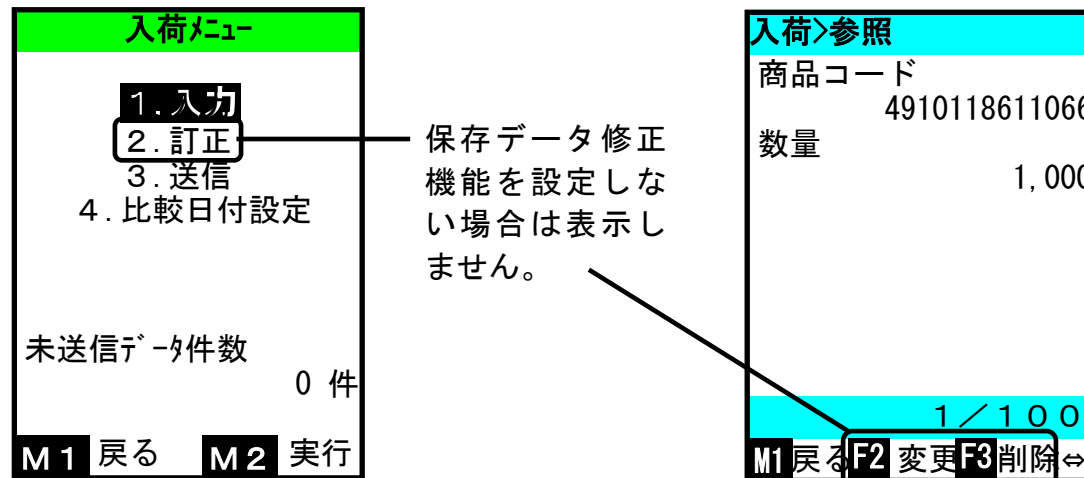 入荷ﾒﾆｭｰ
1.入力
2.訂正
3.送信
4.比較日付設定
未送信ﾃﾞｰﾀ件数
0 件
M1 戻る M2 実行
保存データ修正
機能を設定しな
い場合は表示し
ません。
入荷>参照
商品コード
4910118611066
数量
1,000
1/100
M1 戻る F2 変更 F3 削除⇔